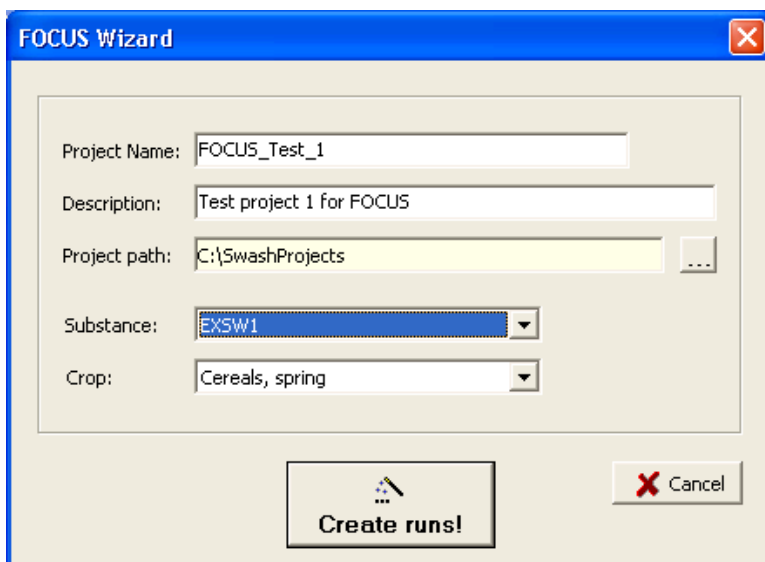 FOCUS Wizard
Project Name: FOCUS_Test_1
Description: Test project 1 for FOCUS
Project path: C:\SwashProjects ...
Substance: EXSW1
Crop: Cereals, spring
Create runs!
Cancel